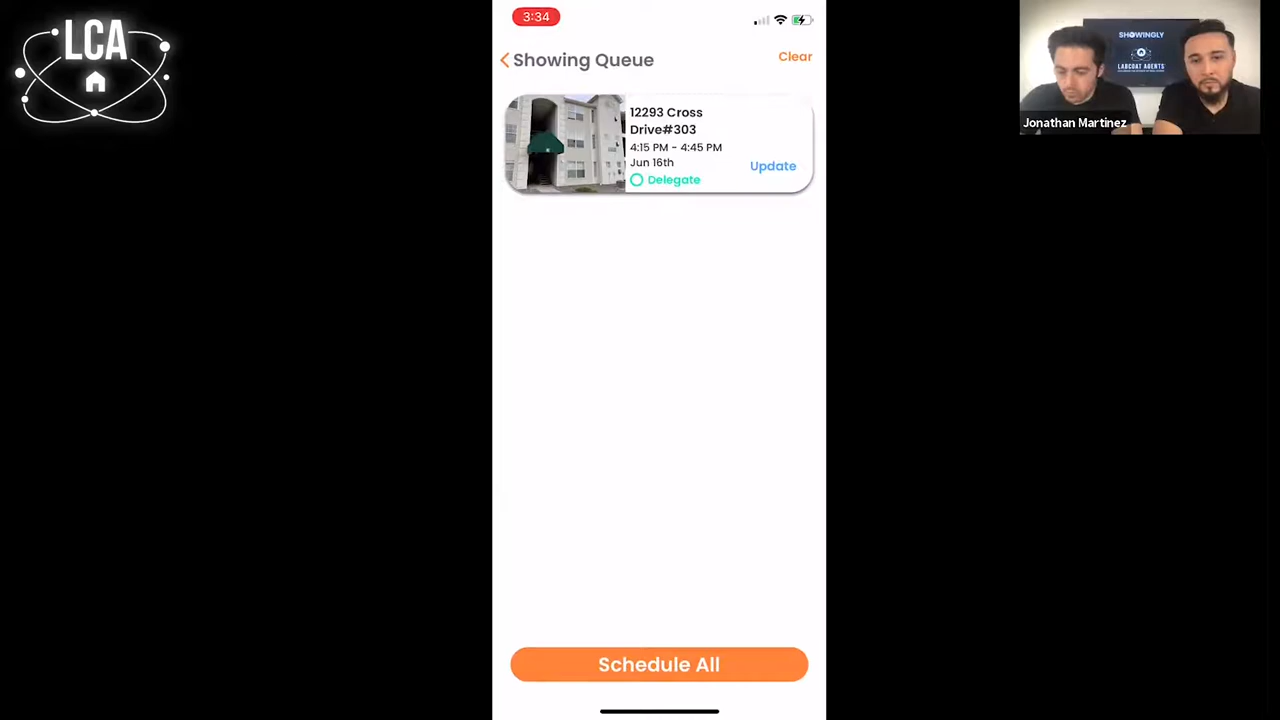 LCA
3:34
Showing Queue
Clear
12293 Cross
Drive#303
4:15 PM - 4:45 PM
Jun 16th
Update
Delegate
Schedule All
SHOWINGLY
LABCOAT AGENTS
Jonathan Martinez